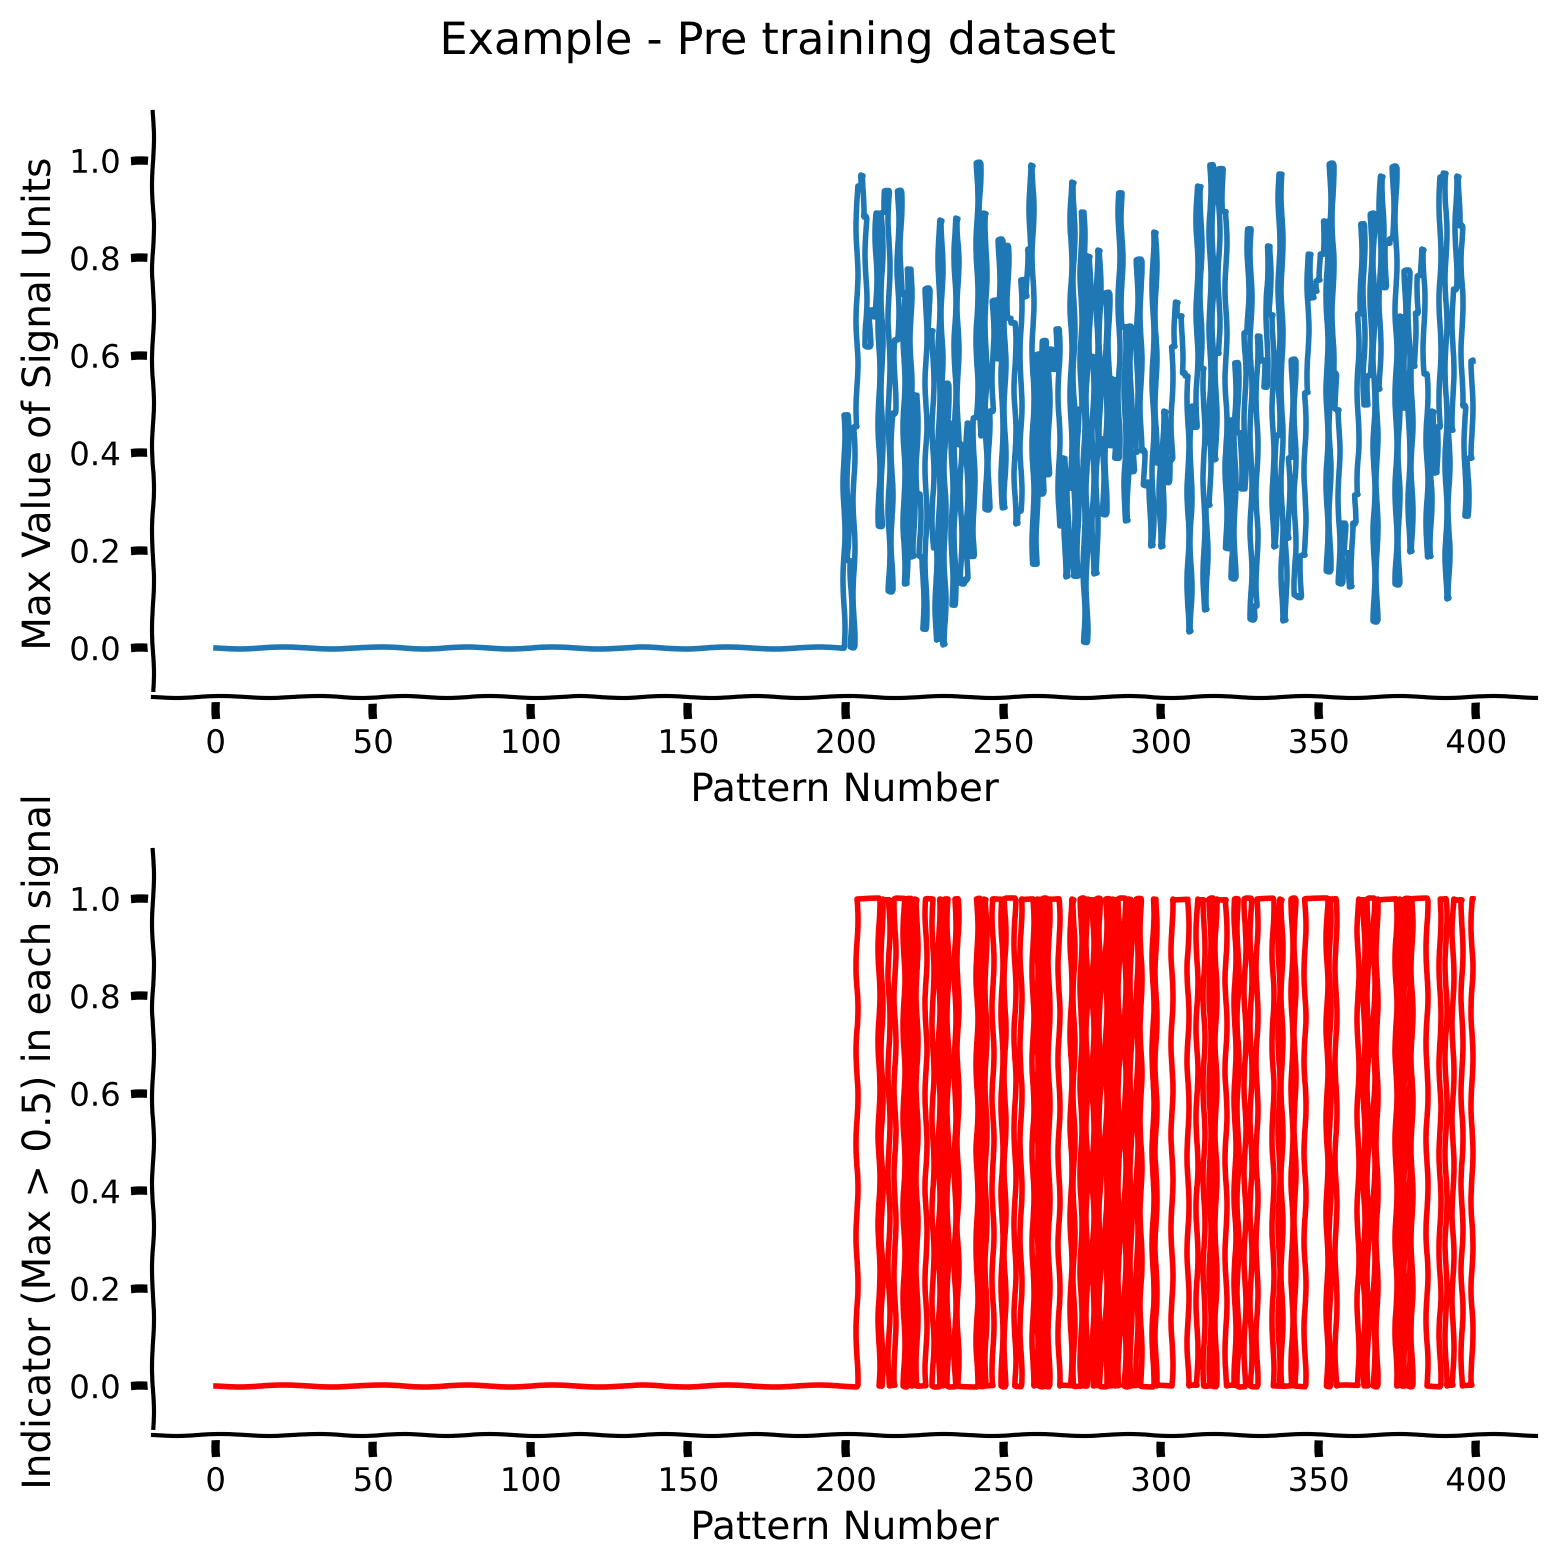 Example - Pre training dataset
Max Value of Signal Units
1.0
0.8
0.6
0.4
0.2
0.0
0 50 100 150 200 250 300 350 400
Pattern Number
Indicator (Max > 0.5) in each signal
1.0
0.8
0.6
0.4
0.2
0.0
0 50 100 150 200 250 300 350 400
Pattern Number